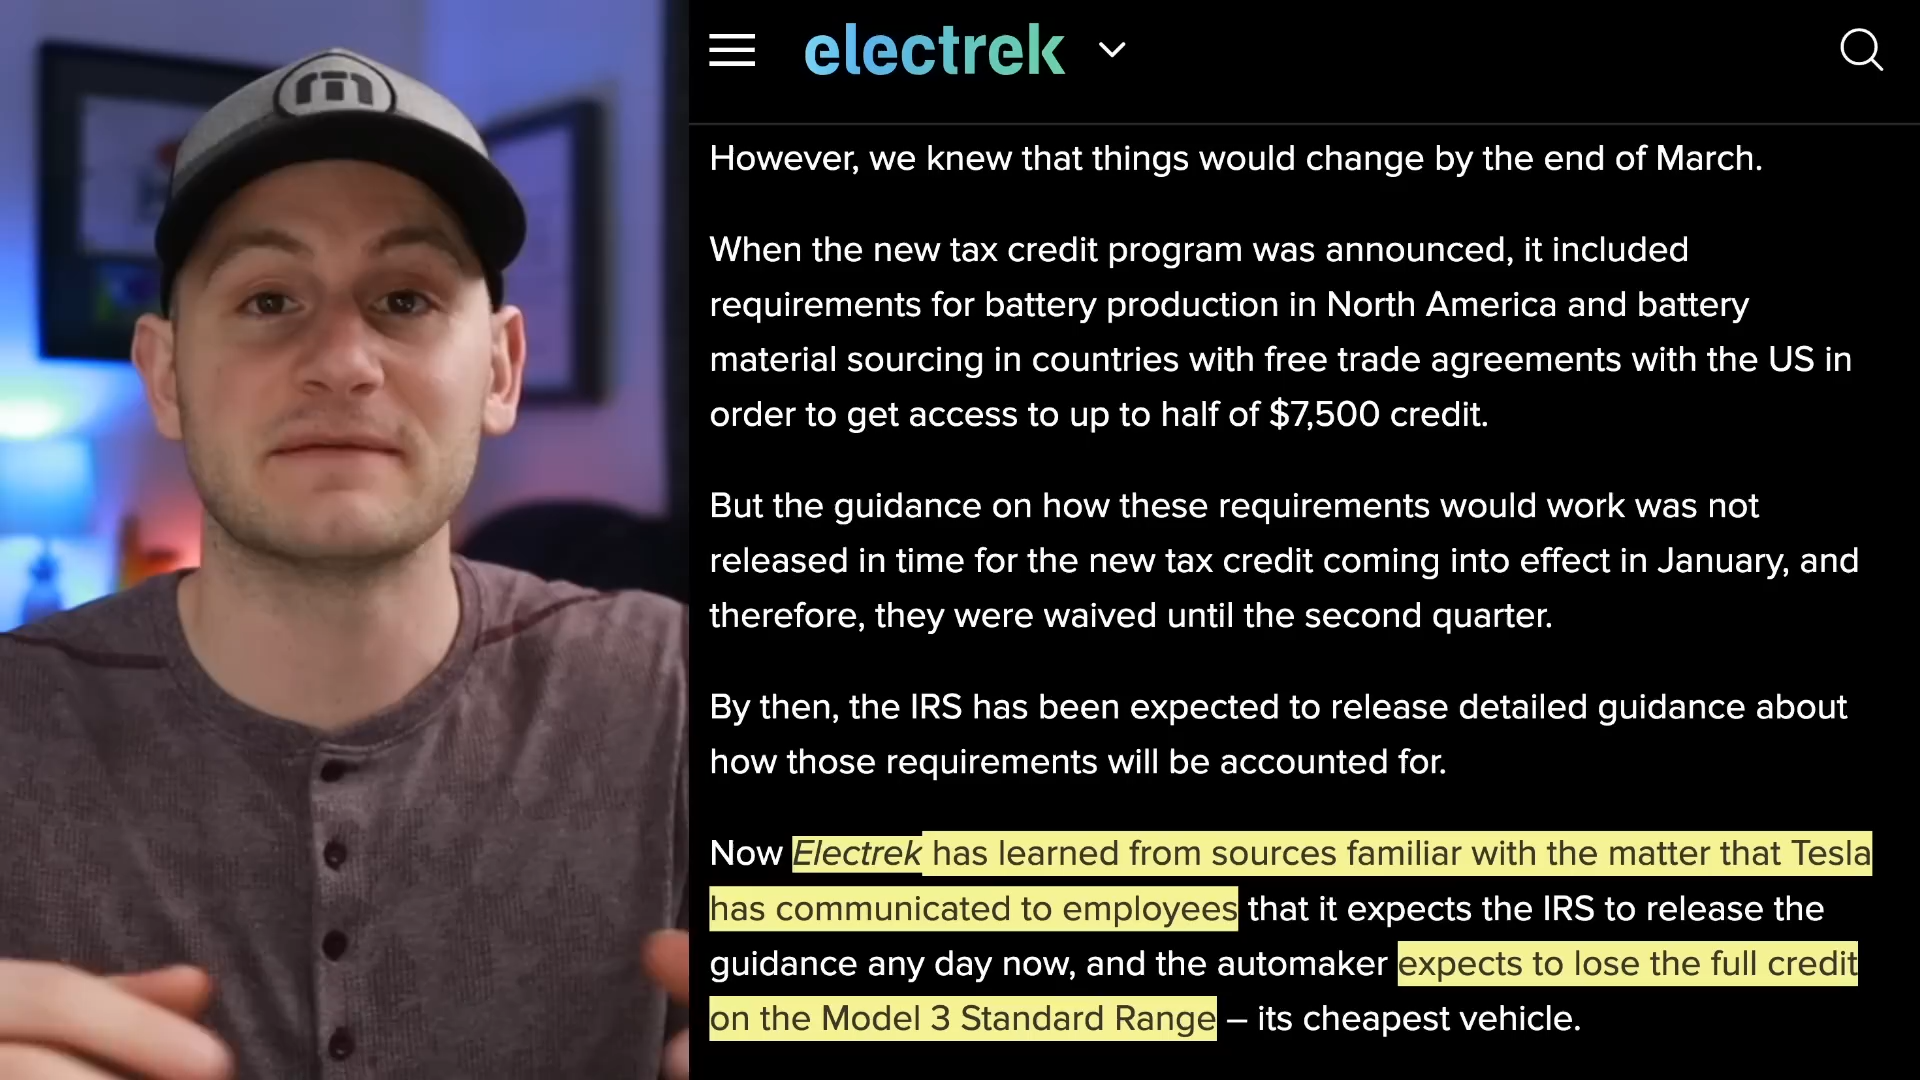 electrek
However, we knew that things would change by the end of March.
When the new tax credit program was announced, it included
requirements for battery production in North America and battery
material sourcing in countries with free trade agreements with the US in
order to get access to up to half of $7,500 credit.
But the guidance on how these requirements would work was not
released in time for the new tax credit coming into effect in January, and
therefore, they were waived until the second quarter.
By then, the IRS has been expected to release detailed guidance about
how those requirements will be accounted for.
Now Electrek has learned from sources familiar with the matter that Tesla
has communicated to employees that it expects the IRS to release the
guidance any day now, and the automaker expects to lose the full credit
on the Model 3 Standard Range – its cheapest vehicle.